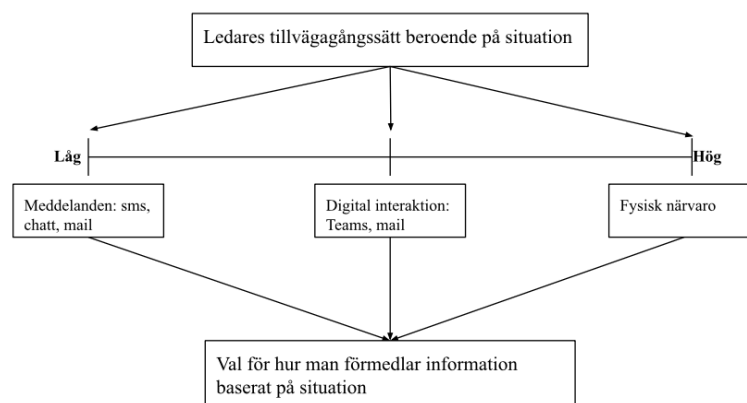 Ledares tillvägagångssätt beroende på situation
Låg
Hög
Meddelanden: sms,
chatt, mail
Digital interaktion:
Teams, mail
Fysisk närvaro
Val för hur man förmedlar information
baserat på situation